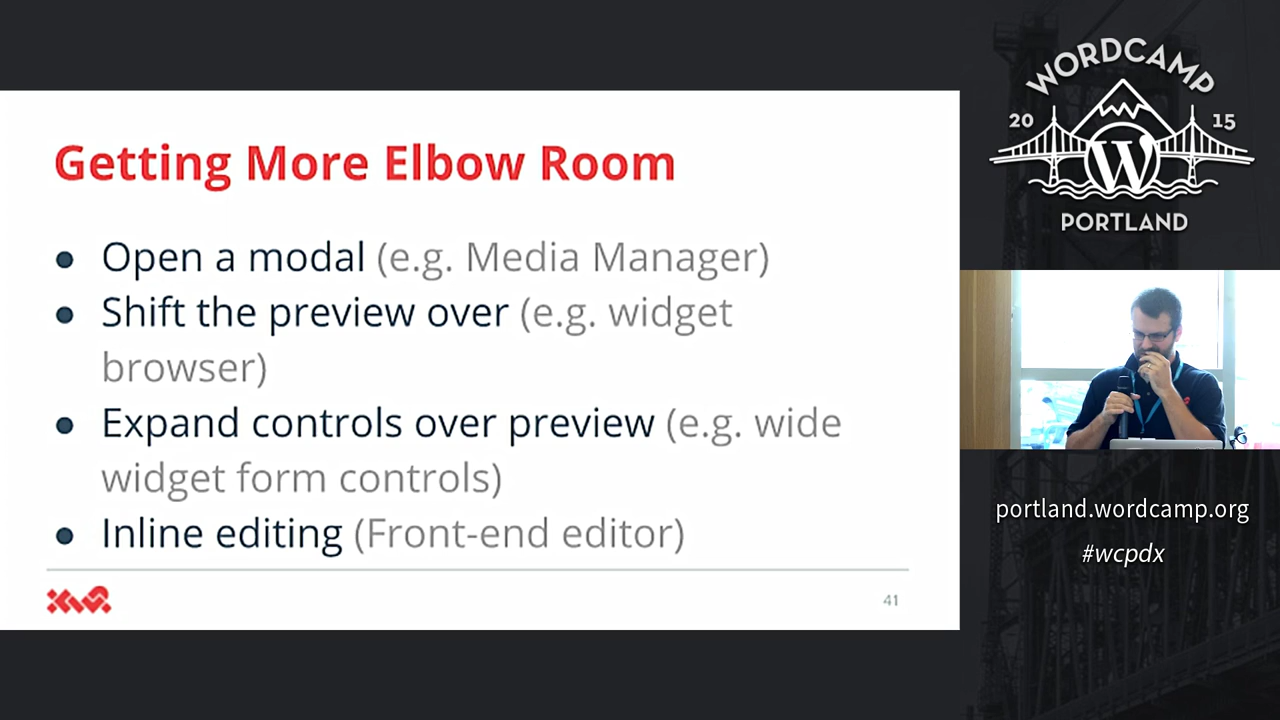 Getting More Elbow Room
● Open a modal (e.g. Media Manager)
● Shift the preview over (e.g. widget
browser)
● Expand controls over preview (e.g. wide
widget form controls)
● Inline editing (Front-end editor)
XWP
41
WORDCAMP
20 15
W
PORTLAND
portland.wordcamp.org
#wcpdx